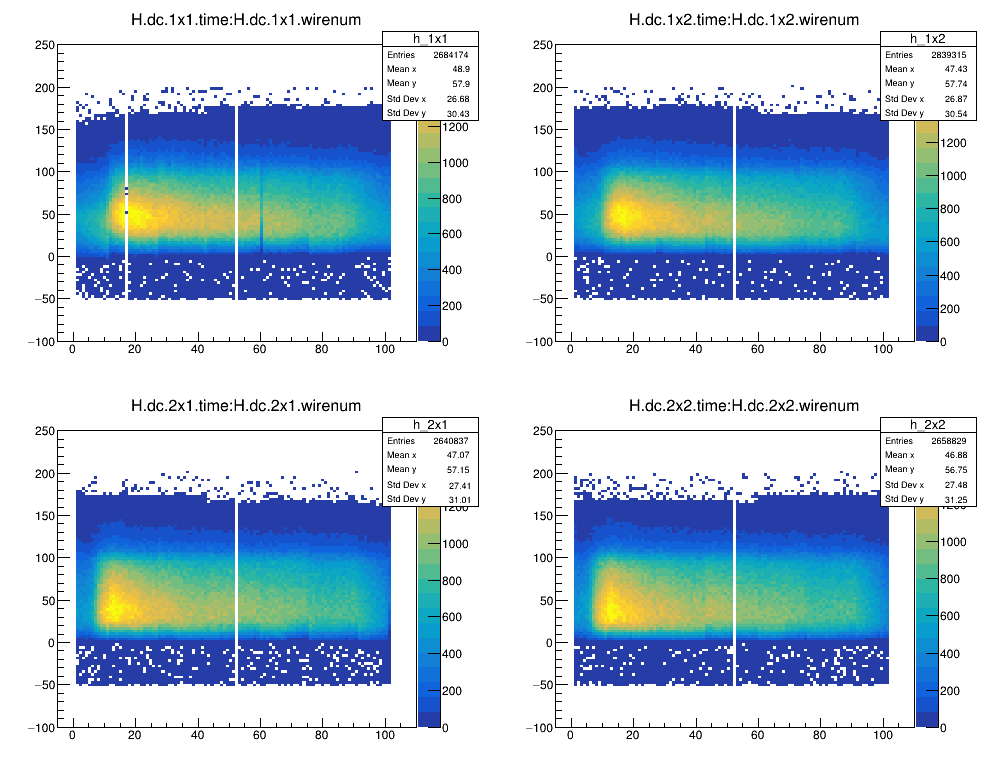 H.dc.1x1.time:H.dc.1x1.wirenum
h_1x1
Entries 2684174
Mean x 48.9
Mean y 57.9
Std Dev x 26.68
Std Dev y 30.43
250
200
150
100
50
0
−50
−100
0 20 40 60 80 100
1200
1000
800
600
400
200
0
H.dc.1x2.time:H.dc.1x2.wirenum
h_1x2
Entries 2839315
Mean x 47.43
Mean y 57.74
Std Dev x 26.87
Std Dev y 30.54
250
200
150
100
50
0
−50
−100
0 20 40 60 80 100
1200
1000
800
600
400
200
0
H.dc.2x1.time:H.dc.2x1.wirenum
h_2x1
Entries 2640837
Mean x 47.07
Mean y 57.15
Std Dev x 27.41
Std Dev y 31.01
250
200
150
100
50
0
−50
−100
0 20 40 60 80 100
1200
1000
800
600
400
200
0
H.dc.2x2.time:H.dc.2x2.wirenum
h_2x2
Entries 2658829
Mean x 46.88
Mean y 56.75
Std Dev x 27.48
Std Dev y 31.25
250
200
150
100
50
0
−50
−100
0 20 40 60 80 100
1200
1000
800
600
400
200
0